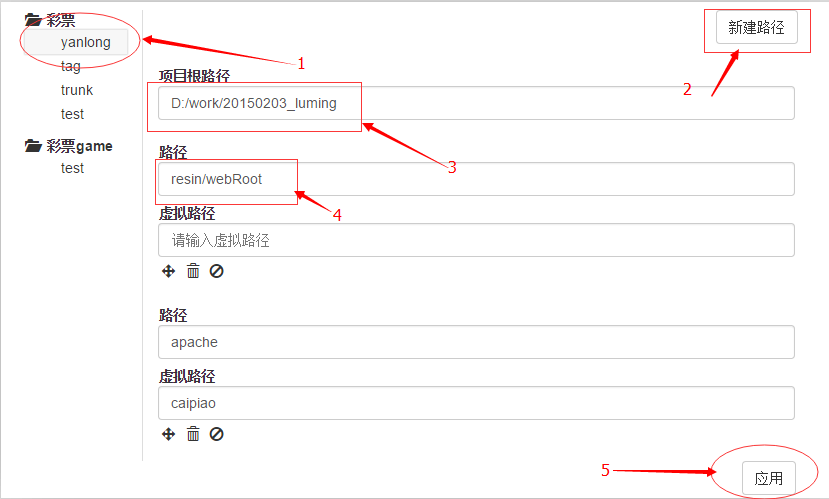 彩票
yanlong
tag
trunk
test
彩票game
test
1
新建路径
2
项目根路径
D:/work/20150203_luming
3
路径
resin/webRoot
4
虚拟路径
请输入虚拟路径
路径
apache
虚拟路径
caipiao
5
应用